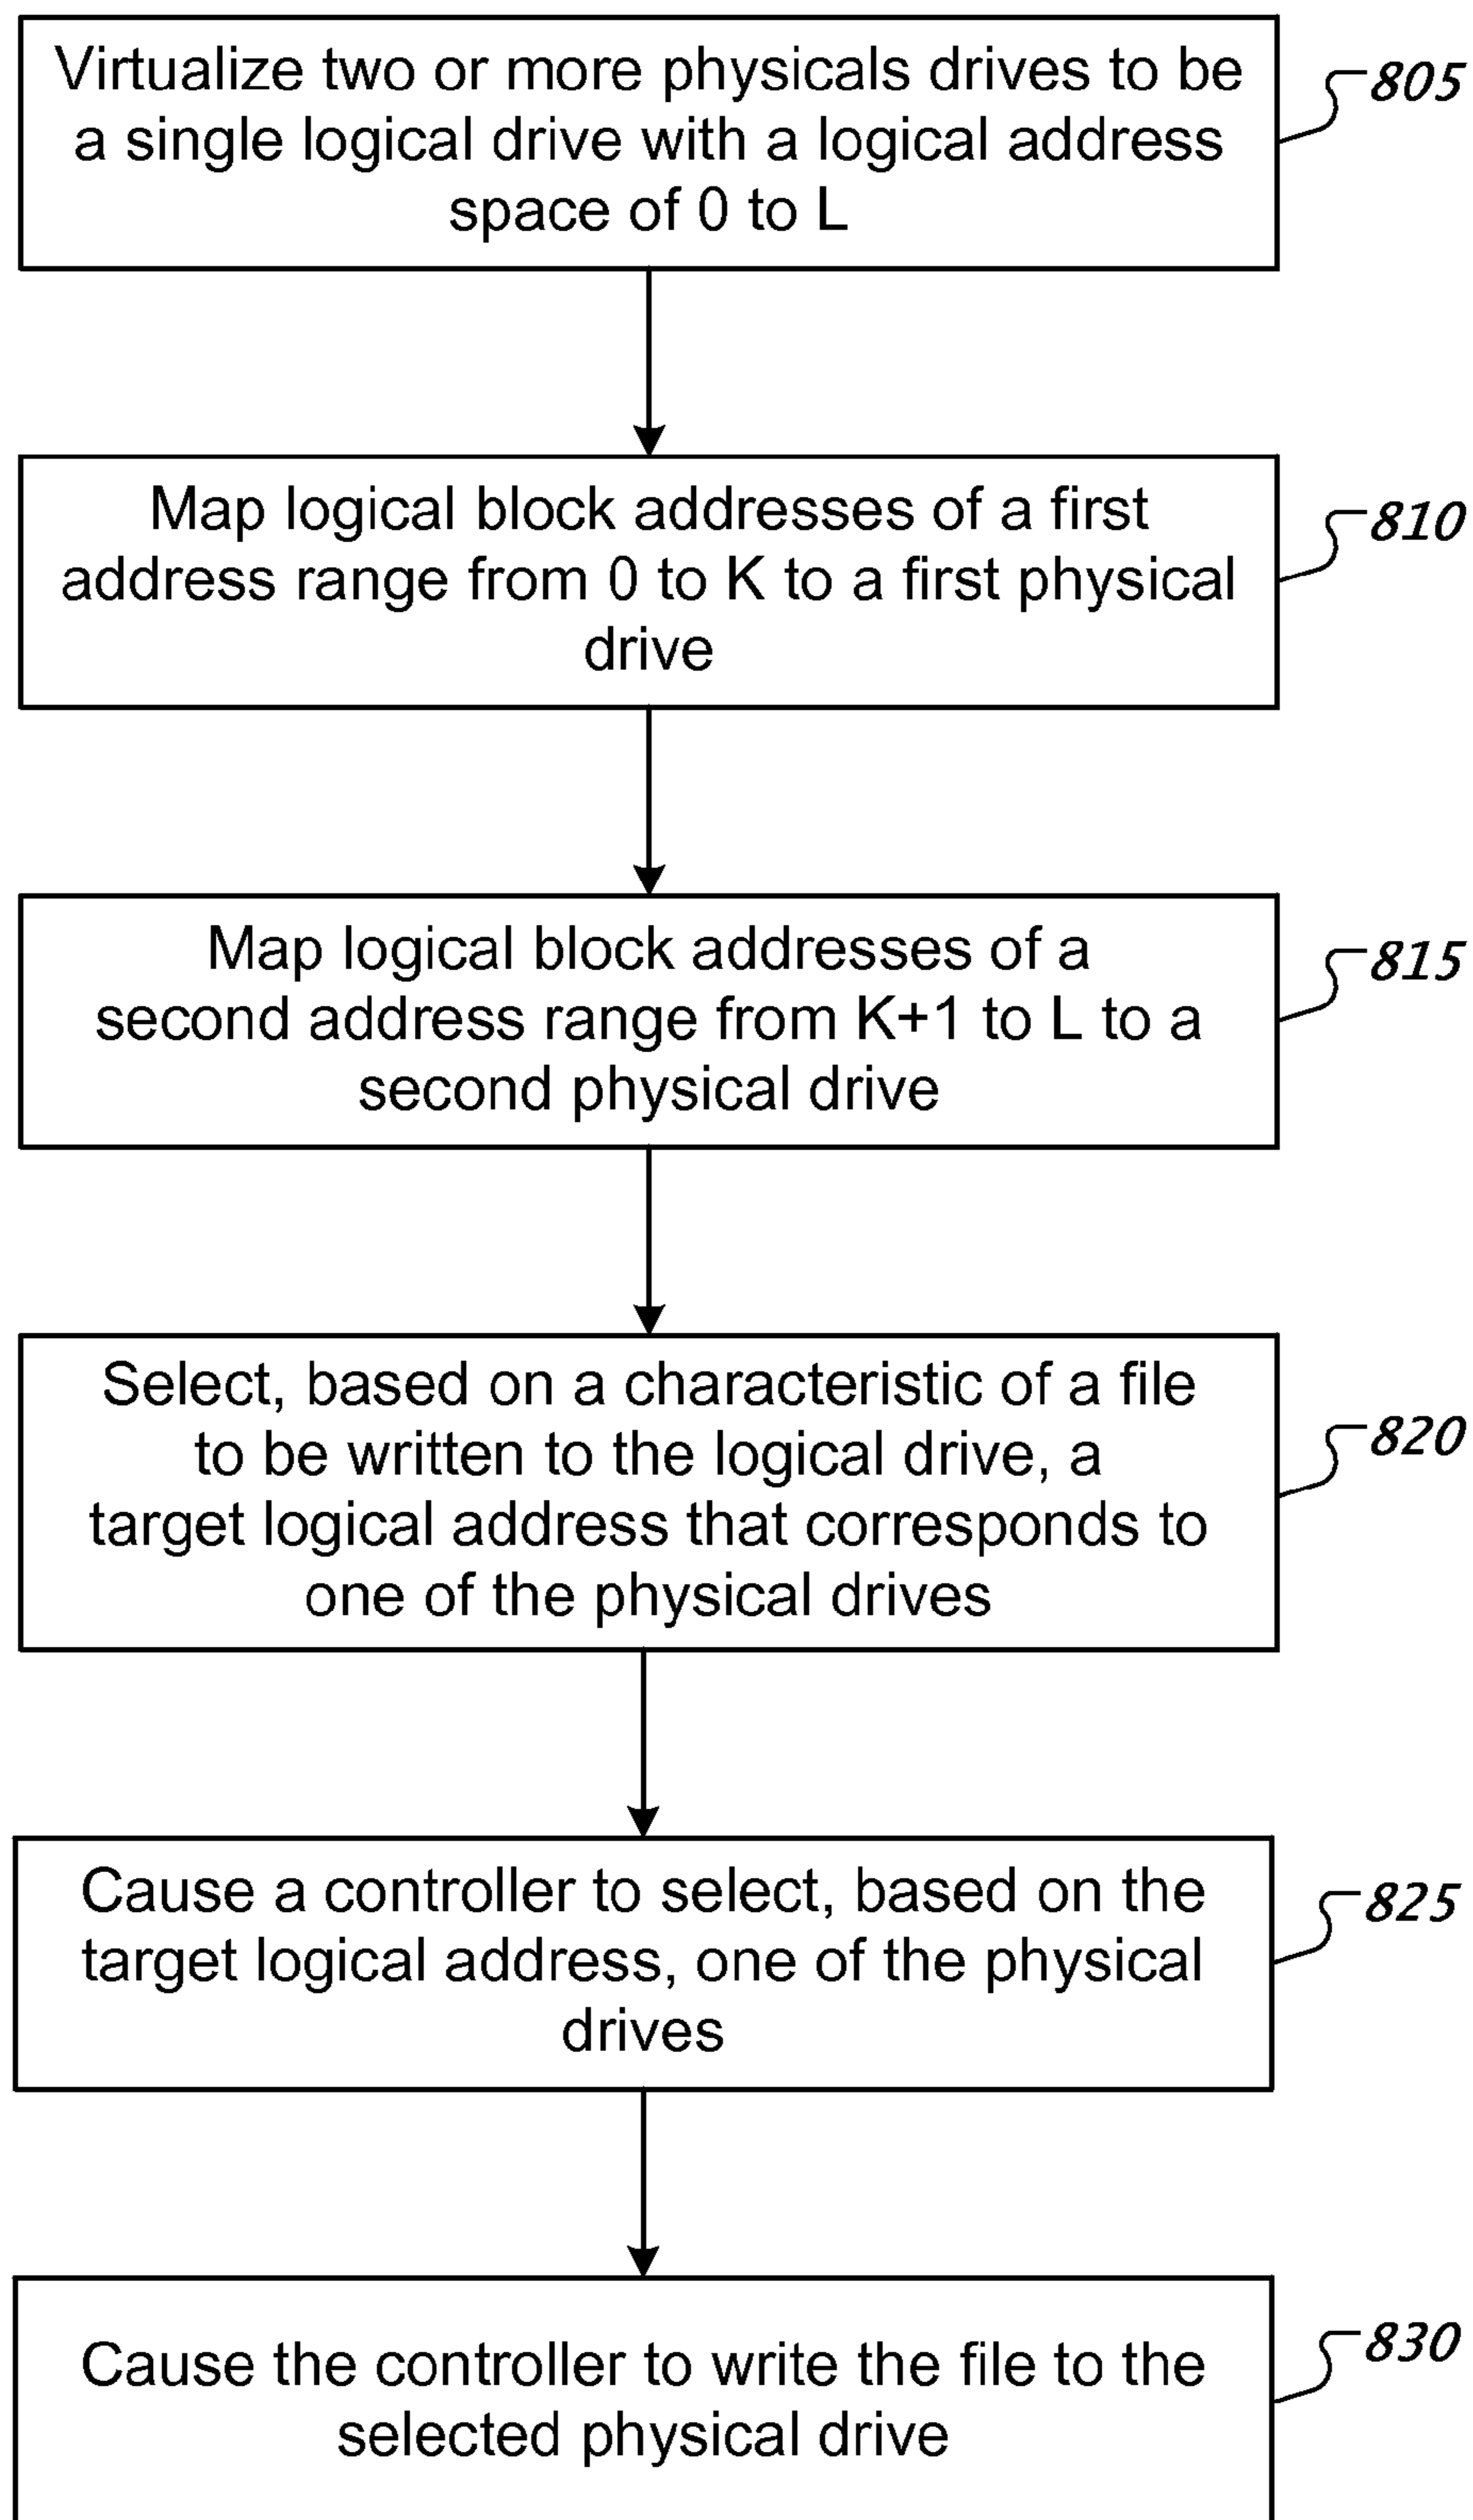 Virtualize two or more physicals drives to be
a single logical drive with a logical address
space of 0 to L
805
Map logical block addresses of a first
address range from 0 to K to a first physical
drive
810
Map logical block addresses of a
second address range from K+1 to L to a
second physical drive
815
Select, based on a characteristic of a file
to be written to the logical drive, a
target logical address that corresponds to
one of the physical drives
820
Cause a controller to select, based on the
target logical address, one of the physical
drives
825
Cause the controller to write the file to the
selected physical drive
830